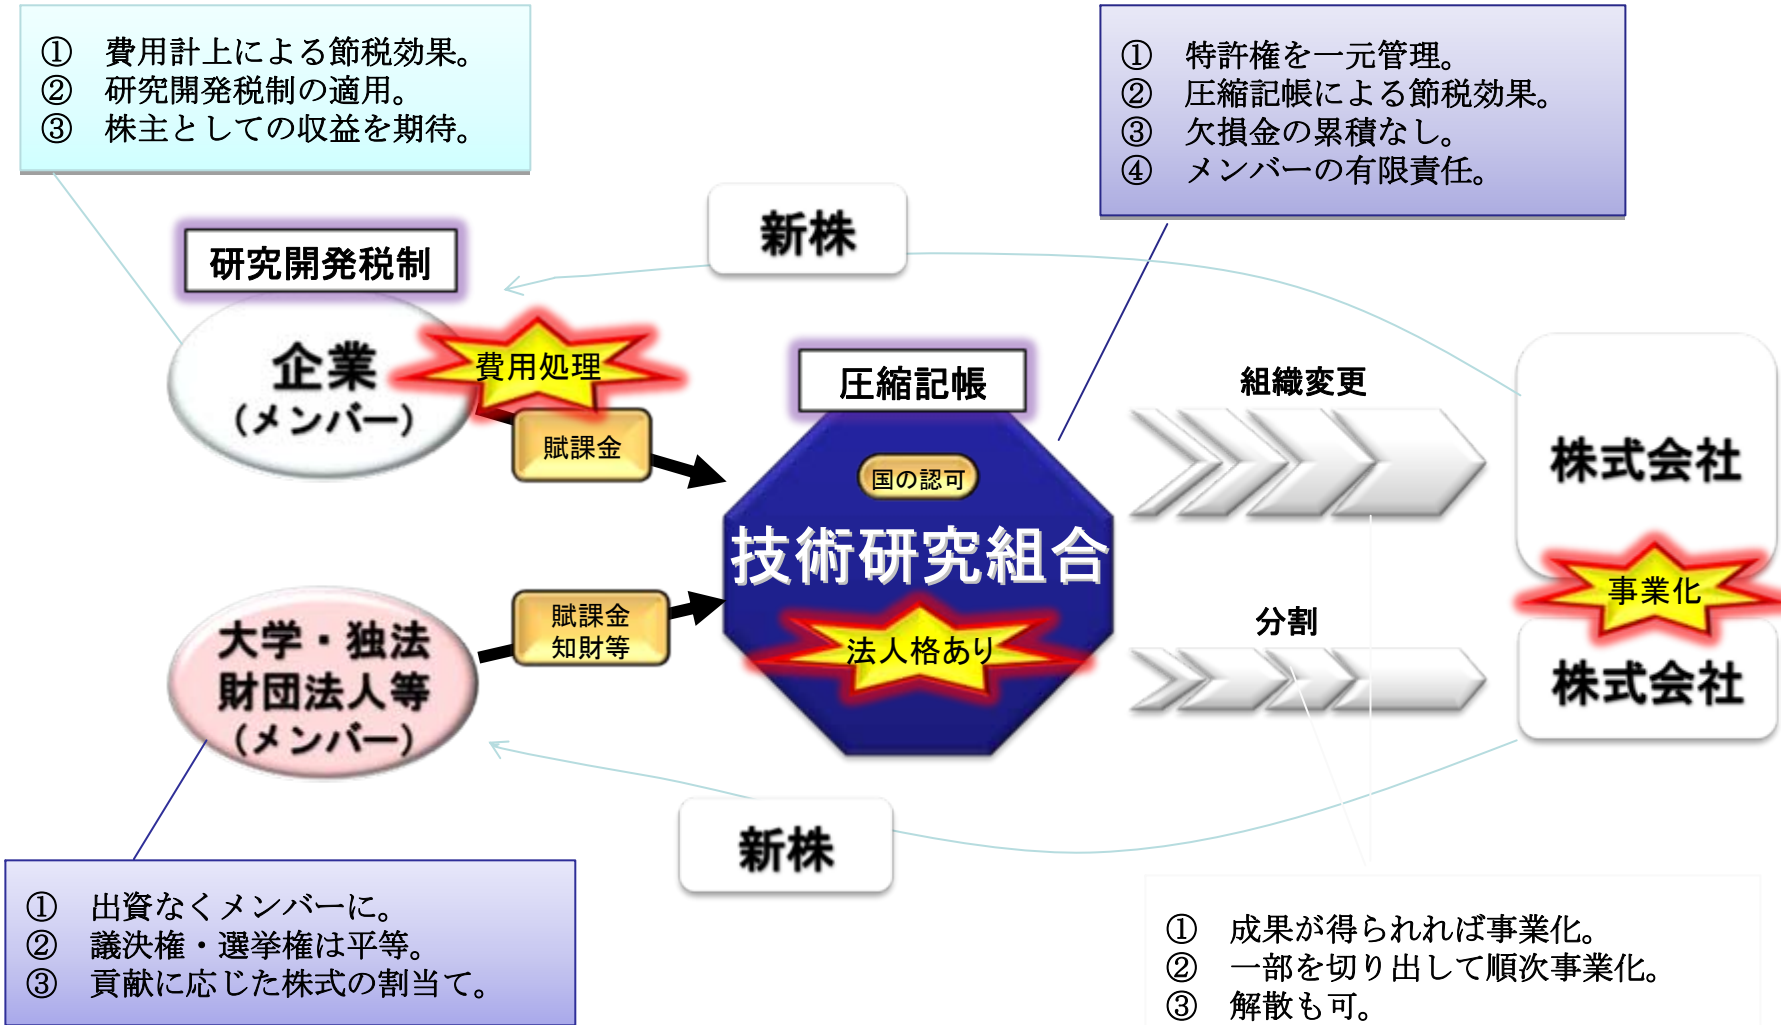 ① 費用計上による節税効果。
② 研究開発税制の適用。
③ 株主としての収益を期待。
① 特許権を一元管理。
② 圧縮記帳による節税効果。
③ 欠損金の累積なし。
④ メンバーの有限責任。
新株
研究開発税制
企業
（メンバー）
費用処理
賦課金
圧縮記帳
国の認可
技術研究組合
法人格あり
組織変更
株式会社
事業化
分割
株式会社
大学・独法
財団法人等
（メンバー）
賦課金
知財等
新株
① 出資なくメンバーに。
② 議決権・選挙権は平等。
③ 貢献に応じた株式の割当て。
① 成果が得られれば事業化。
② 一部を切り出して順次事業化。
③ 解散も可。